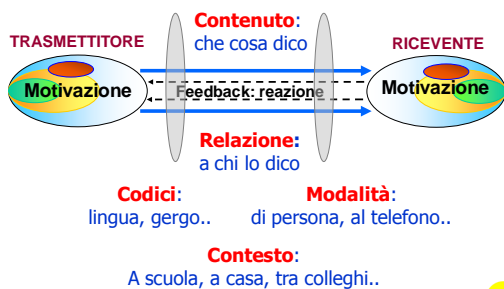 Contenuto:
che cosa dico
TRASMETTITORE
RICEVENTE
Motivazione
Feedback: reazione
Motivazione
Relazione:
a chi lo dico
Codici:
lingua, gergo..
Modalità:
di persona, al telefono..
Contesto:
A scuola, a casa, tra colleghi..